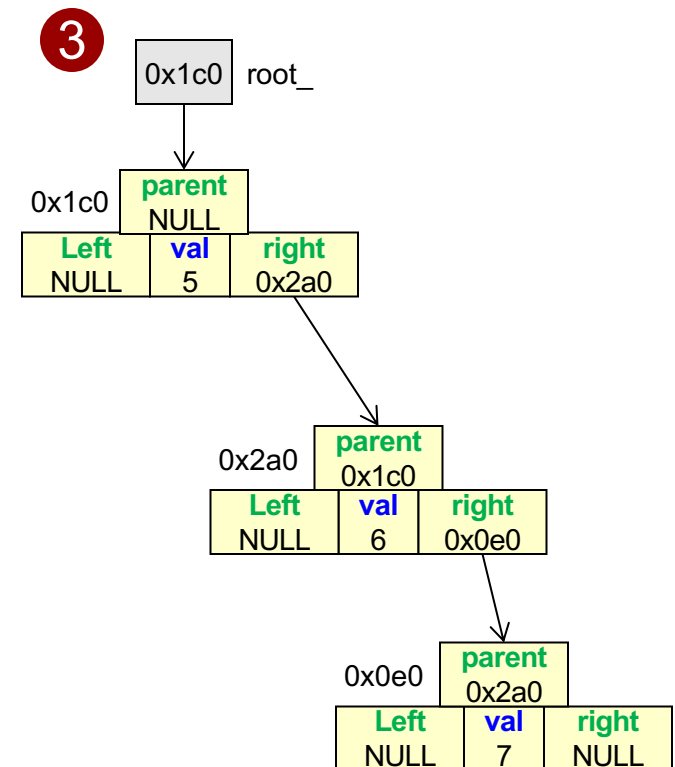 3
0x1c0 root_
0x1c0 parent
NULL
Left val right
NULL 5 0x2a0
0x2a0 parent
0x1c0
Left val right
NULL 6 0x0e0
0x0e0 parent
0x2a0
Left val right
NULL 7 NULL